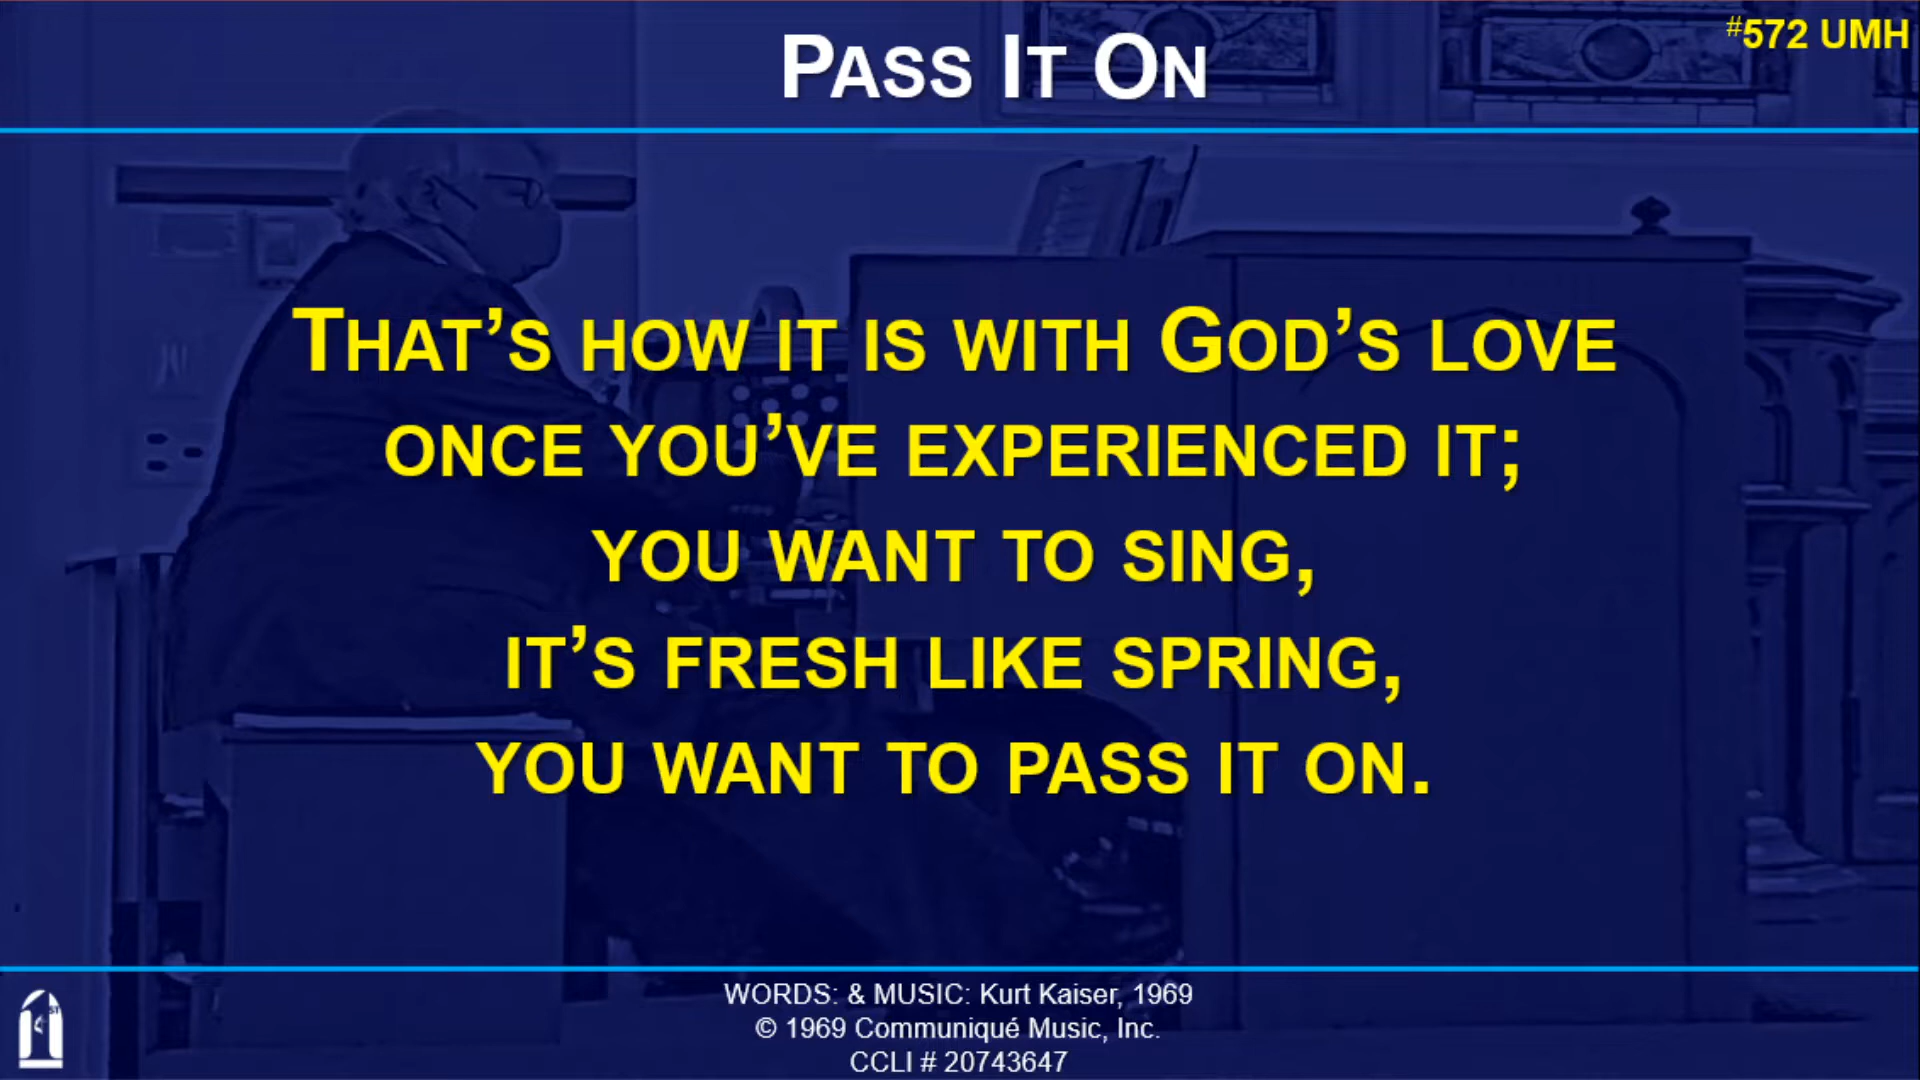 PASS IT ON
#572 UMH
THAT'S HOW IT IS WITH GOD'S LOVE
ONCE YOU'VE EXPERIENCED IT;
YOU WANT TO SING,
IT'S FRESH LIKE SPRING,
YOU WANT TO PASS IT ON.
WORDS: & MUSIC: Kurt Kaiser, 1969
© 1969 Communiqué Music, Inc.
CCLI # 20743647
1ST